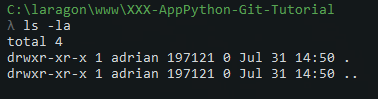 C:\laragon\www\XXX-AppPython-Git-Tutorial
λ ls -la
total 4
drwxr-xr-x 1 adrian 197121 0 Jul 31 14:50 .
drwxr-xr-x 1 adrian 197121 0 Jul 31 14:50 ..